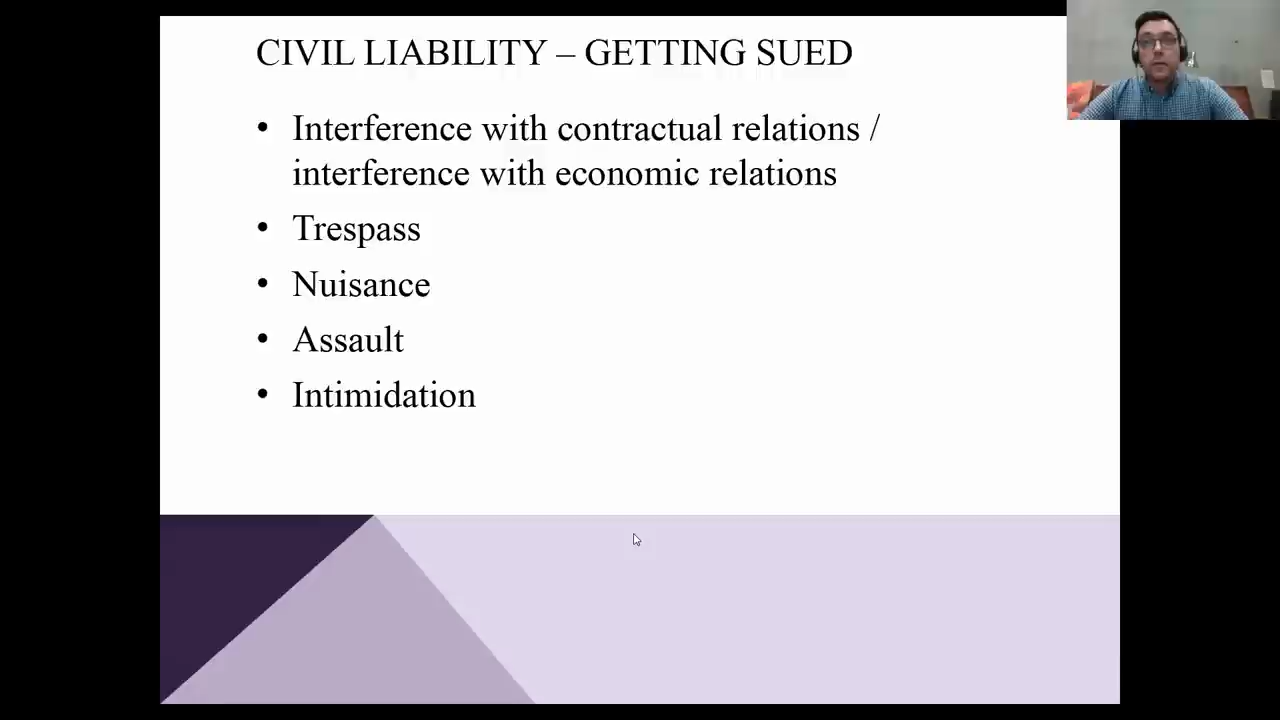 CIVIL LIABILITY – GETTING SUED
• Interference with contractual relations /
interference with economic relations
• Trespass
• Nuisance
• Assault
• Intimidation